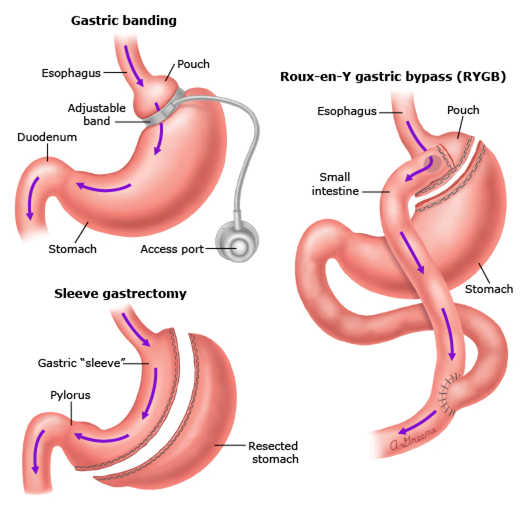 Gastric banding
Esophagus
Pouch
Adjustable
band
Duodenum
Stomach
Access port
Sleeve gastrectomy
Gastric “sleeve”
Pylorus
Resected
stomach
Roux-en-Y gastric bypass (RYGB)
Esophagus
Pouch
Small
intestine
Stomach
A.Greene